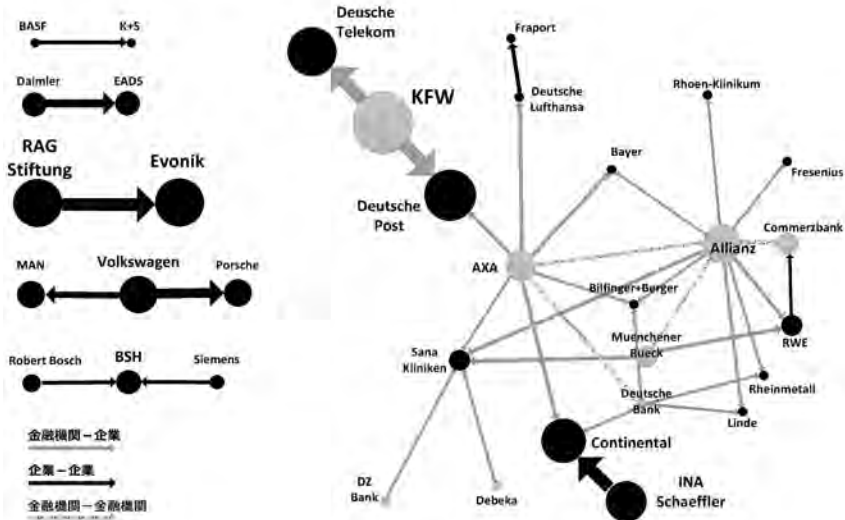 BASF
K+S
Daimler
EADS
RAG
Stiftung
Evonik
MAN
Volkswagen
Porsche
Robert Bosch
BSH
Siemens
金融機関－企業
企業－企業
金融機関－金融機関
Deusche
Telekom
KFW
Deutsche
Post
Fraport
Deutsche
Lufthansa
Rhoen-Klinikum
Bayer
Fresenius
Commerzbank
Allianz
AXA
Bilfinger+Berger
Muenchener
Rueck
RWE
Sana
Kliniken
Deutsche
Bank
Rheinmetall
Linde
Continental
DZ
Bank
Debeka
INA
Schaeffler